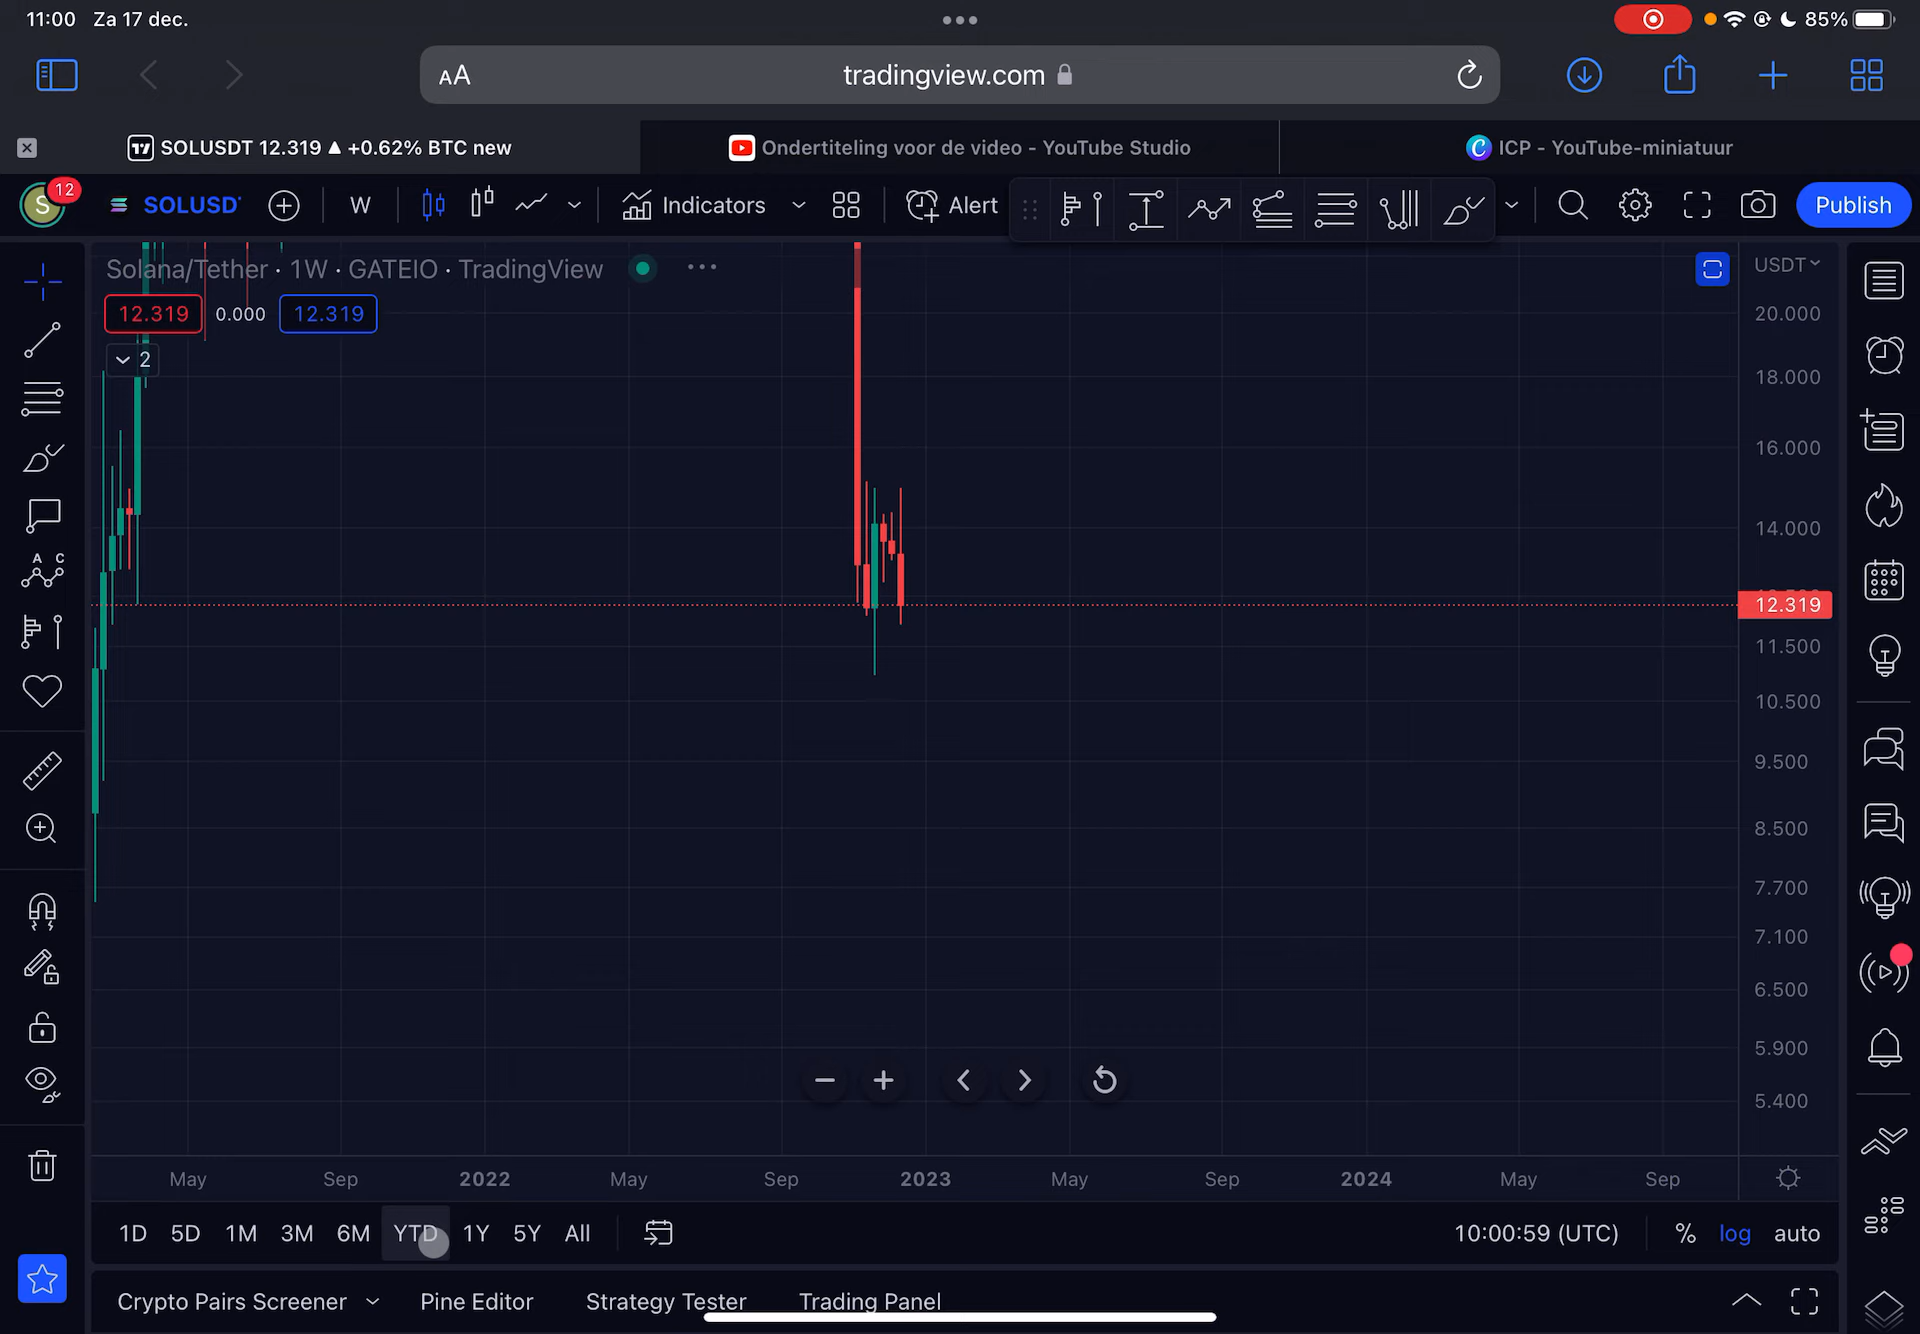 11:00 Za 17 dec.
85%
AA tradingview.com
SOLUSDT 12.319 ▲ +0.62% BTC new
Ondertiteling voor de video - YouTube Studio
ICP - YouTube-miniatuur
S 12 SOLUSD W Indicators Alert Publish
Solana/Tether · 1W · GATEIO · TradingView
USDT
12.319 0.000 12.319
2
20.000
18.000
16.000
14.000
12.319
11.500
10.500
9.500
8.500
7.700
7.100
6.500
5.900
5.400
A C
May Sep 2022 May Sep 2023 May Sep 2024 May Sep
1D 5D 1M 3M 6M YTD 1Y 5Y All
10:00:59 (UTC) % log auto
Crypto Pairs Screener Pine Editor Strategy Tester Trading Panel